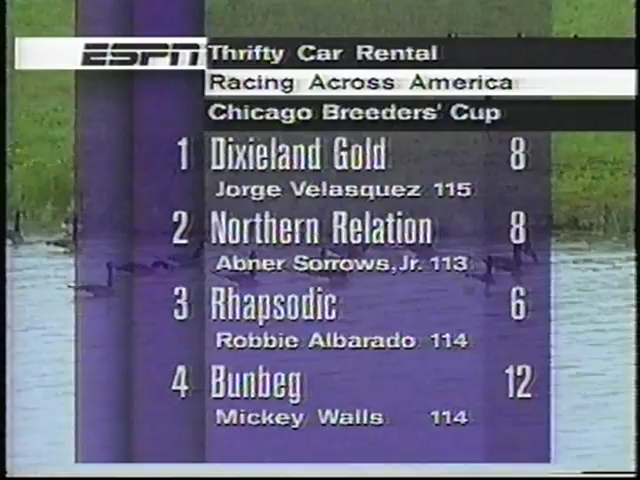 ESPN Thrifty Car Rental
Racing Across America
Chicago Breeders' Cup
1 Dixieland Gold 8
Jorge Velasquez 115
2 Northern Relation 8
Abner Sorrows,Jr. 113
3 Rhapsodic 6
Robbie Albarado 114
4 Bunbeg 12
Mickey Walls 114